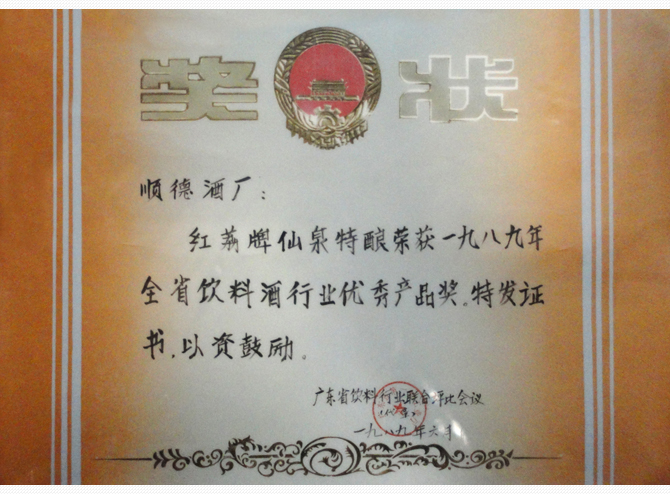 奖状
顺德酒厂：
红荔牌仙泉特酿荣获一九八九年
全省饮料酒行业优秀产品奖。特发证
书，以资鼓励。
广东省饮料行业联合评比会议
一九八九年六月